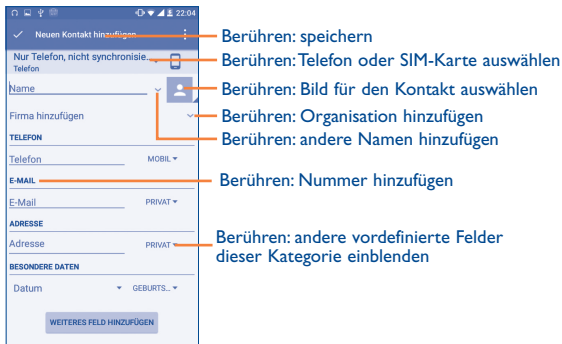 22:04
Neuen Kontakt hinzufügen
Berühren: speichern
Nur Telefon, nicht synchronisie...
Telefon
Berühren: Telefon oder SIM-Karte auswählen
Name
Berühren: Bild für den Kontakt auswählen
Firma hinzufügen
Berühren: Organisation hinzufügen
Berühren: andere Namen hinzufügen
TELEFON
Telefon MOBIL
E-MAIL
Berühren: Nummer hinzufügen
E-Mail PRIVAT
ADRESSE
Adresse PRIVAT
Berühren: andere vordefinierte Felder
dieser Kategorie einblenden
BESONDERE DATEN
Datum GEBURTS...
WEITERES FELD HINZUFÜGEN